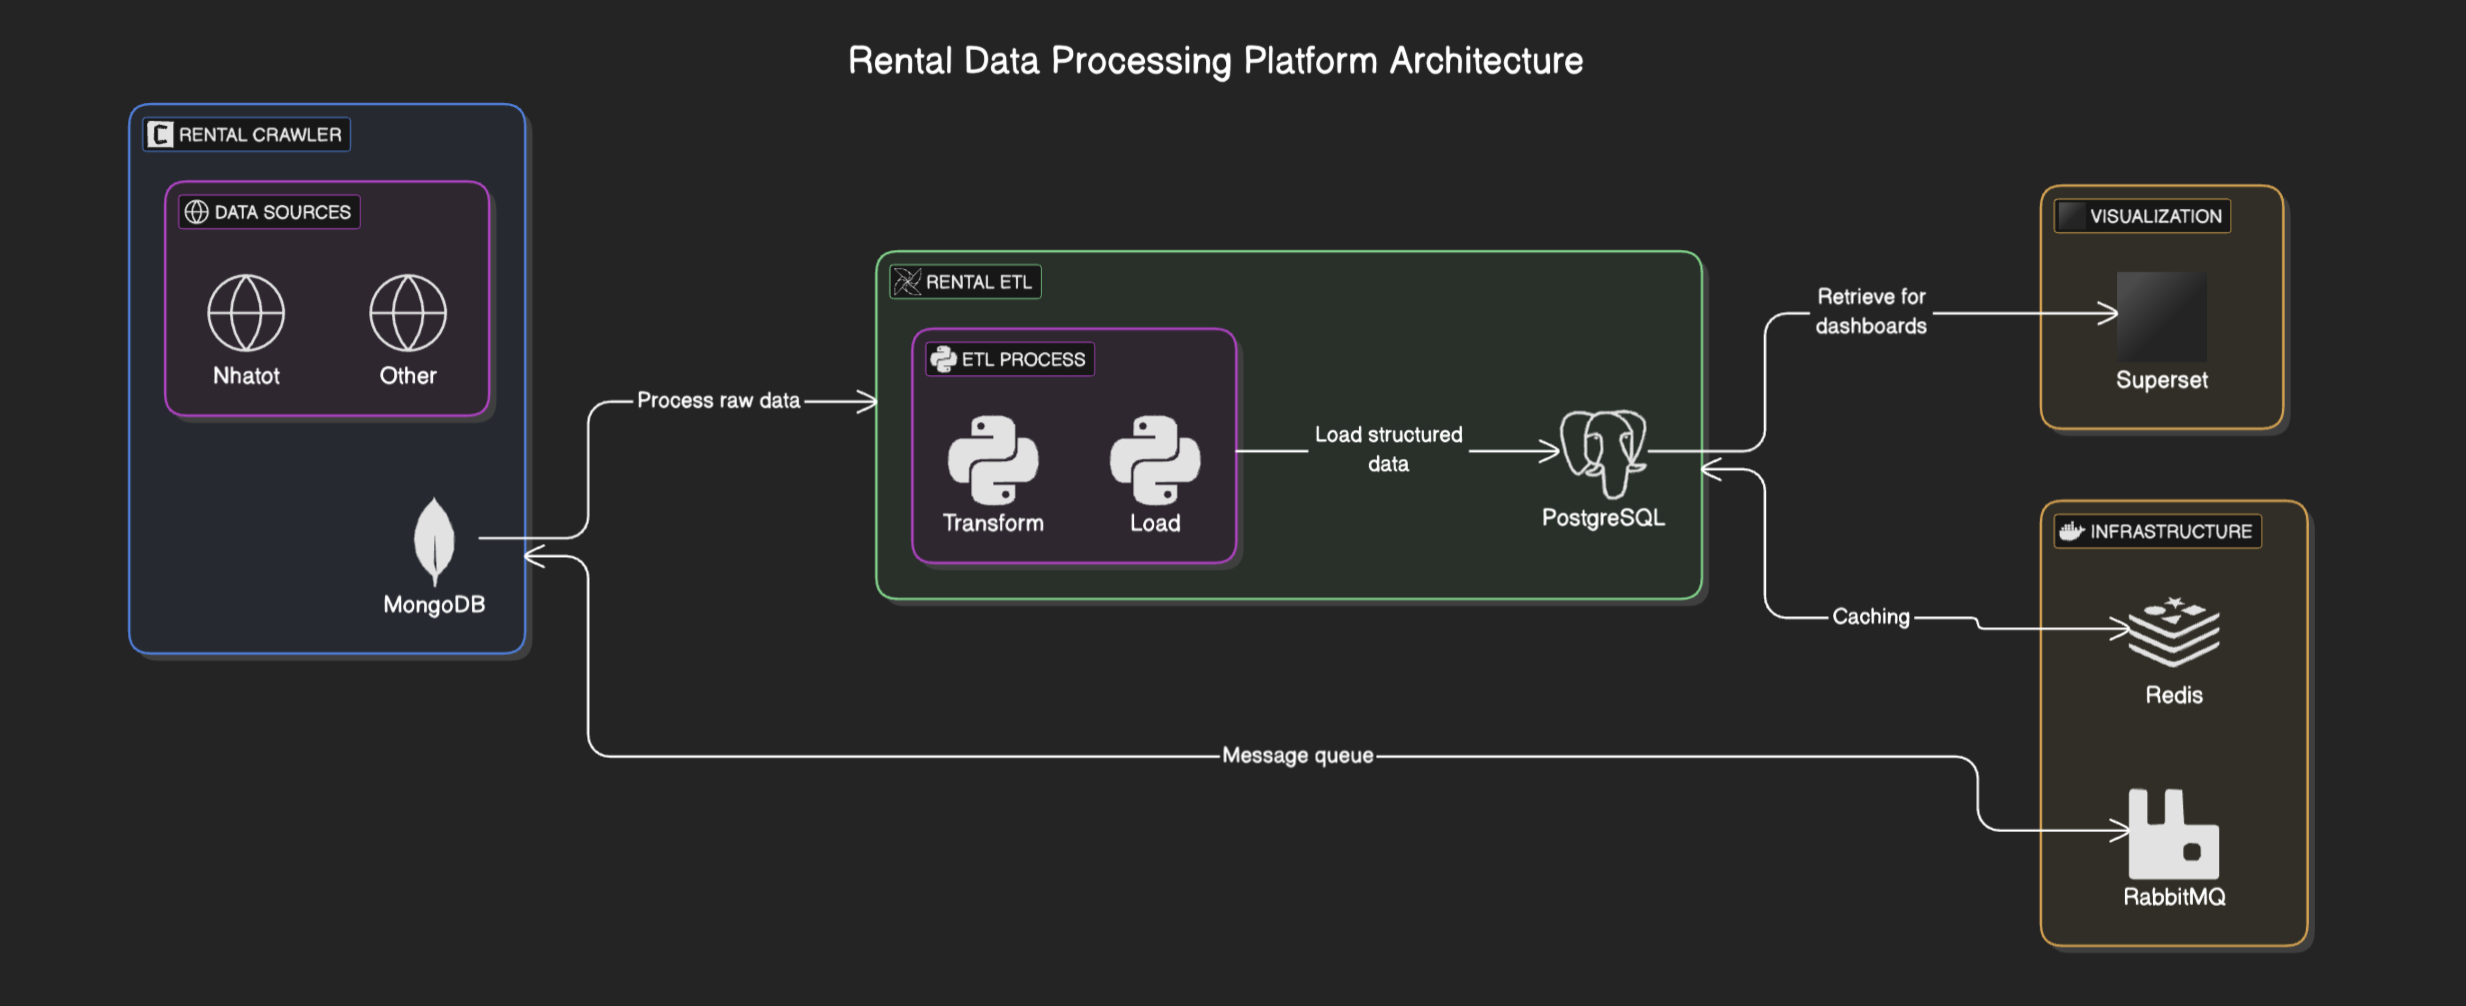 Rental Data Processing Platform Architecture
RENTAL CRAWLER
DATA SOURCES
Nhatot
Other
MongoDB
Process raw data
RENTAL ETL
ETL PROCESS
Transform
Load
Load structured
data
PostgreSQL
Retrieve for
dashboards
VISUALIZATION
Superset
Caching
INFRASTRUCTURE
Redis
Message queue
RabbitMQ